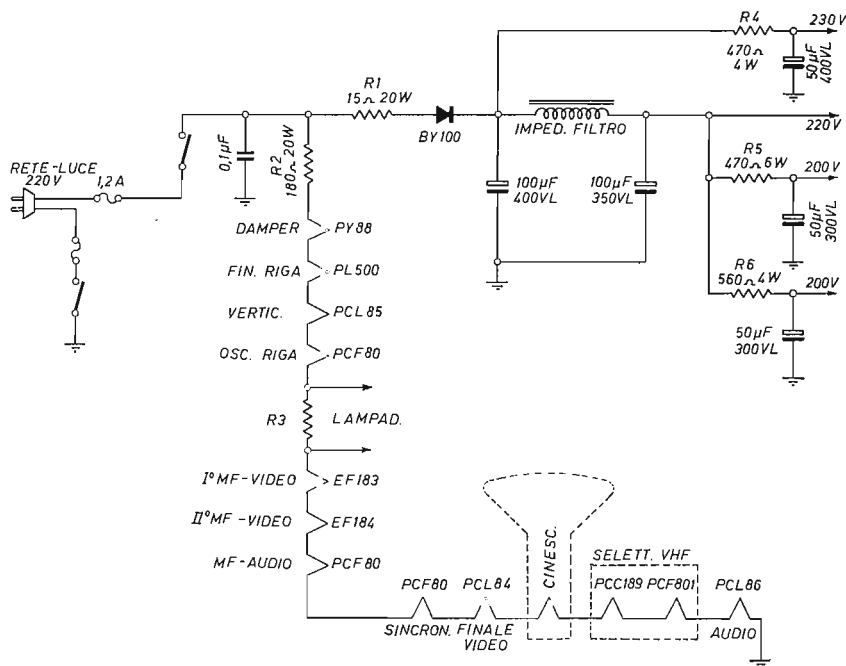 R4
230V
470Ω
4W
50µF
400VL
R1
15Ω 20W
BY100
IMPED. FILTRO
220V
RETE-LUCE
220V
1,2A
0,1µF
R2
180Ω 20W
100µF
400VL
100µF
350VL
R5
470Ω 6W
200V
50µF
300VL
R6
560Ω 4W
200V
50µF
300VL
DAMPER
PY88
FIN. RIGA
PL500
VERTIC.
PCL85
OSC. RIGA
PCF80
R3
LAMPAD.
I° MF-VIDEO
EF183
II° MF-VIDEO
EF184
MF-AUDIO
PCF80
PCF80
SINCRON.
PCL84
FINALE
VIDEO
CINESC.
SELETT. VHF
PCC189
PCF801
PCL86
AUDIO